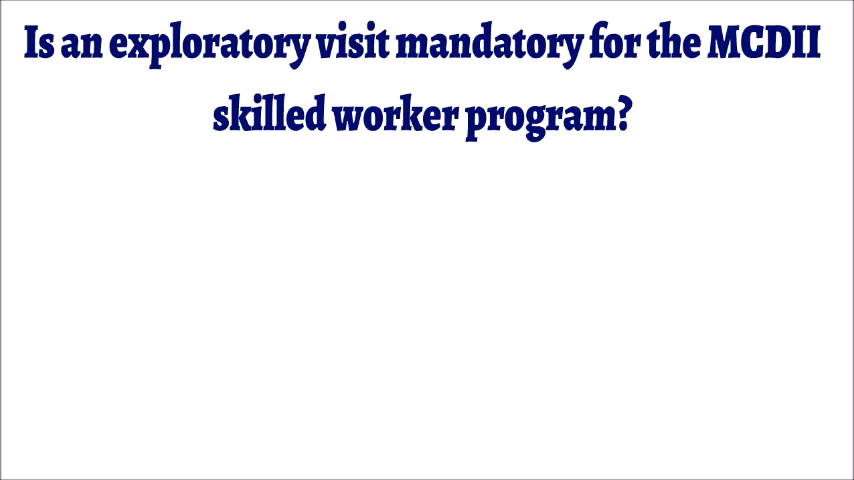 Is an exploratory visit mandatory for the MCDII
skilled worker program?